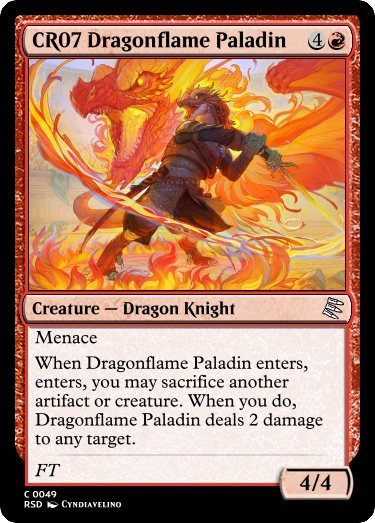 CR07 Dragonflame Paladin 4
Creature — Dragon Knight
Menace
When Dragonflame Paladin enters,
enters, you may sacrifice another
artifact or creature. When you do,
Dragonflame Paladin deals 2 damage
to any target.
FT
4/4
C 0049
RSD Cyndiavelino